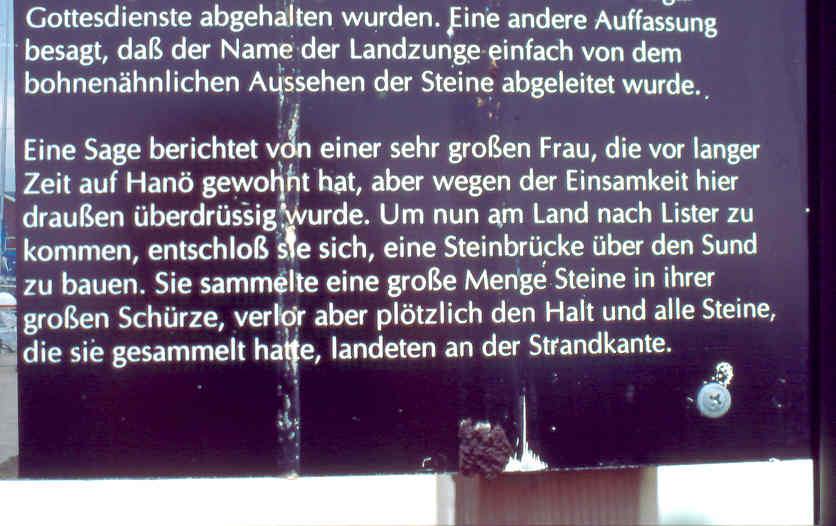 Gottesdienste abgehalten wurden. Eine andere Auffassung
besagt, daß der Name der Landzunge einfach von dem
bohnenähnlichen Aussehen der Steine abgeleitet wurde.
Eine Sage berichtet von einer sehr großen Frau, die vor langer
Zeit auf Hanö gewohnt hat, aber wegen der Einsamkeit hier
draußen überdrüssig wurde. Um nun am Land nach Lister zu
kommen, entschloß sie sich, eine Steinbrücke über den Sund
zu bauen. Sie sammelte eine große Menge Steine in ihrer
großen Schürze, verlor aber plötzlich den Halt und alle Steine,
die sie gesammelt hatte, landeten an der Strandkante.